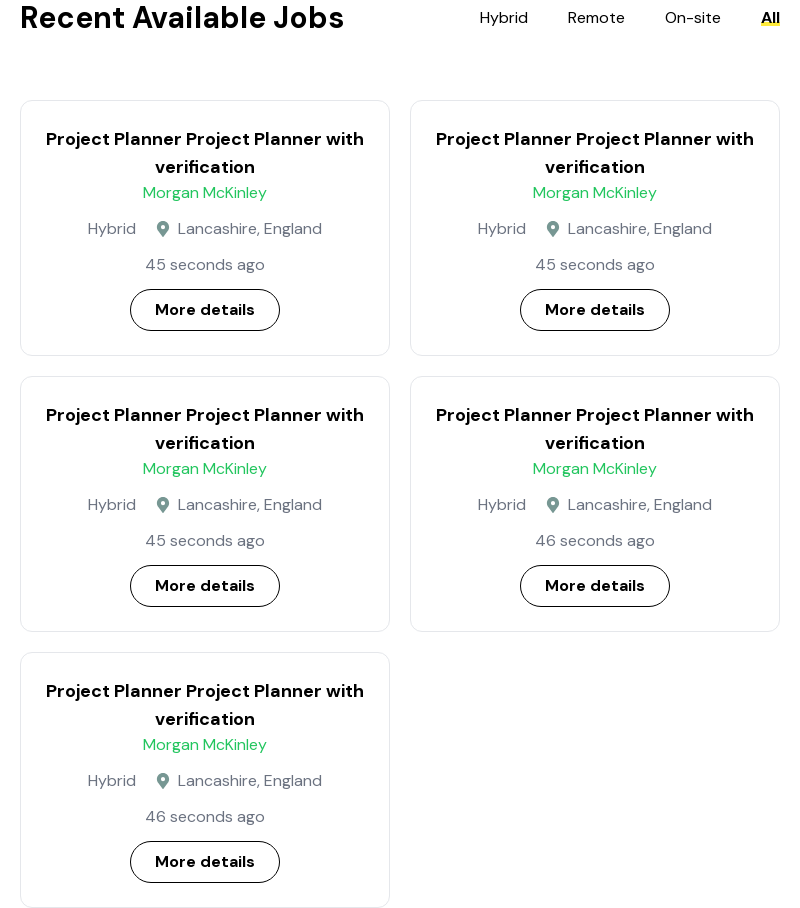 Recent Available Jobs
Hybrid Remote On-site All
Project Planner Project Planner with
verification
Morgan McKinley
Hybrid Lancashire, England
45 seconds ago
More details
Project Planner Project Planner with
verification
Morgan McKinley
Hybrid Lancashire, England
45 seconds ago
More details
Project Planner Project Planner with
verification
Morgan McKinley
Hybrid Lancashire, England
45 seconds ago
More details
Project Planner Project Planner with
verification
Morgan McKinley
Hybrid Lancashire, England
46 seconds ago
More details
Project Planner Project Planner with
verification
Morgan McKinley
Hybrid Lancashire, England
46 seconds ago
More details